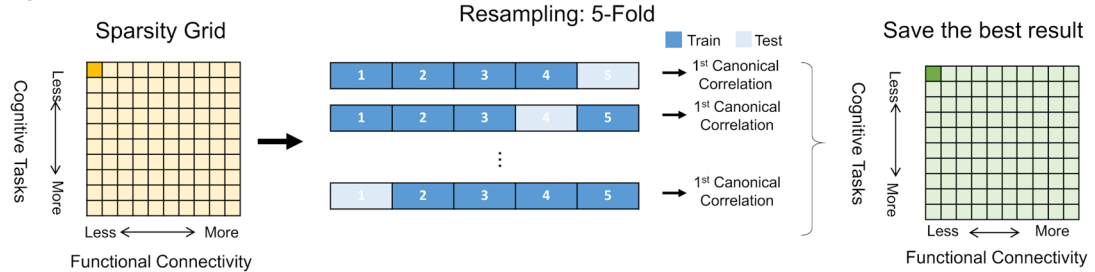 Resampling: 5-Fold
Sparsity Grid
Train
Test
Save the best result
Cognitive Tasks
Less
More
Less
More
Functional Connectivity
1 2 3 4 5
1st Canonical
Correlation
1 2 3 4 5
1st Canonical
Correlation
⋮
1 2 3 4 5
1st Canonical
Correlation
Cognitive Tasks
Less
More
Less
More
Functional Connectivity